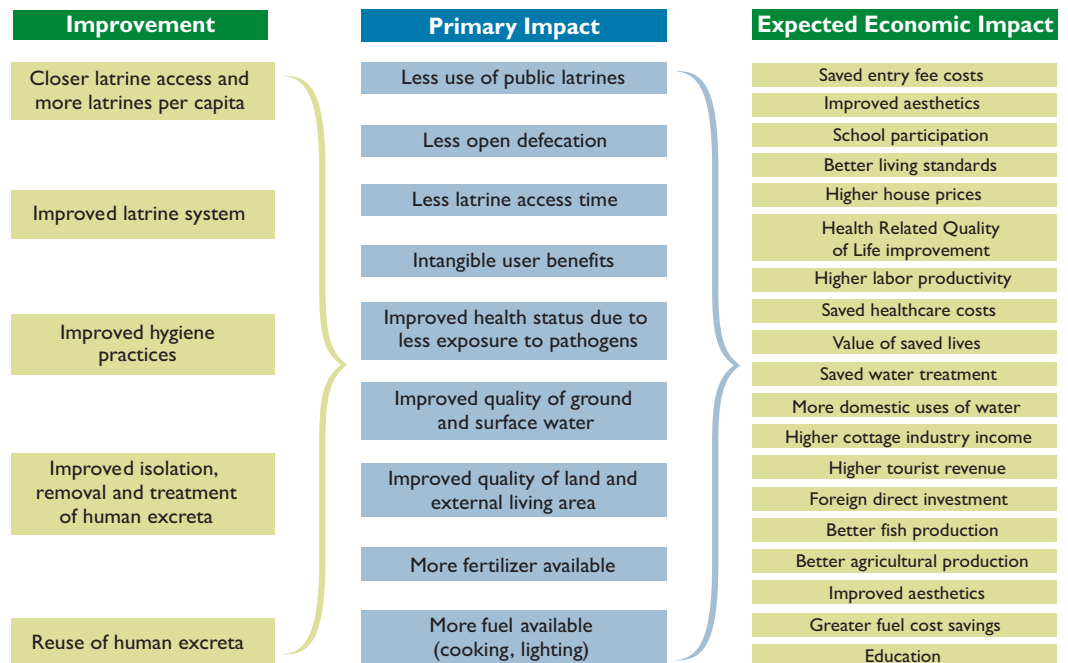 Improvement
Closer latrine access and
more latrines per capita
Improved latrine system
Improved hygiene
practices
Improved isolation,
removal and treatment
of human excreta
Reuse of human excreta
Primary Impact
Less use of public latrines
Less open defecation
Less latrine access time
Intangible user benefits
Improved health status due to
less exposure to pathogens
Improved quality of ground
and surface water
Improved quality of land and
external living area
More fertilizer available
More fuel available
(cooking, lighting)
Expected Economic Impact
Saved entry fee costs
Improved aesthetics
School participation
Better living standards
Higher house prices
Health Related Quality
of Life improvement
Higher labor productivity
Saved healthcare costs
Value of saved lives
Saved water treatment
More domestic uses of water
Higher cottage industry income
Higher tourist revenue
Foreign direct investment
Better fish production
Better agricultural production
Improved aesthetics
Greater fuel cost savings
Education